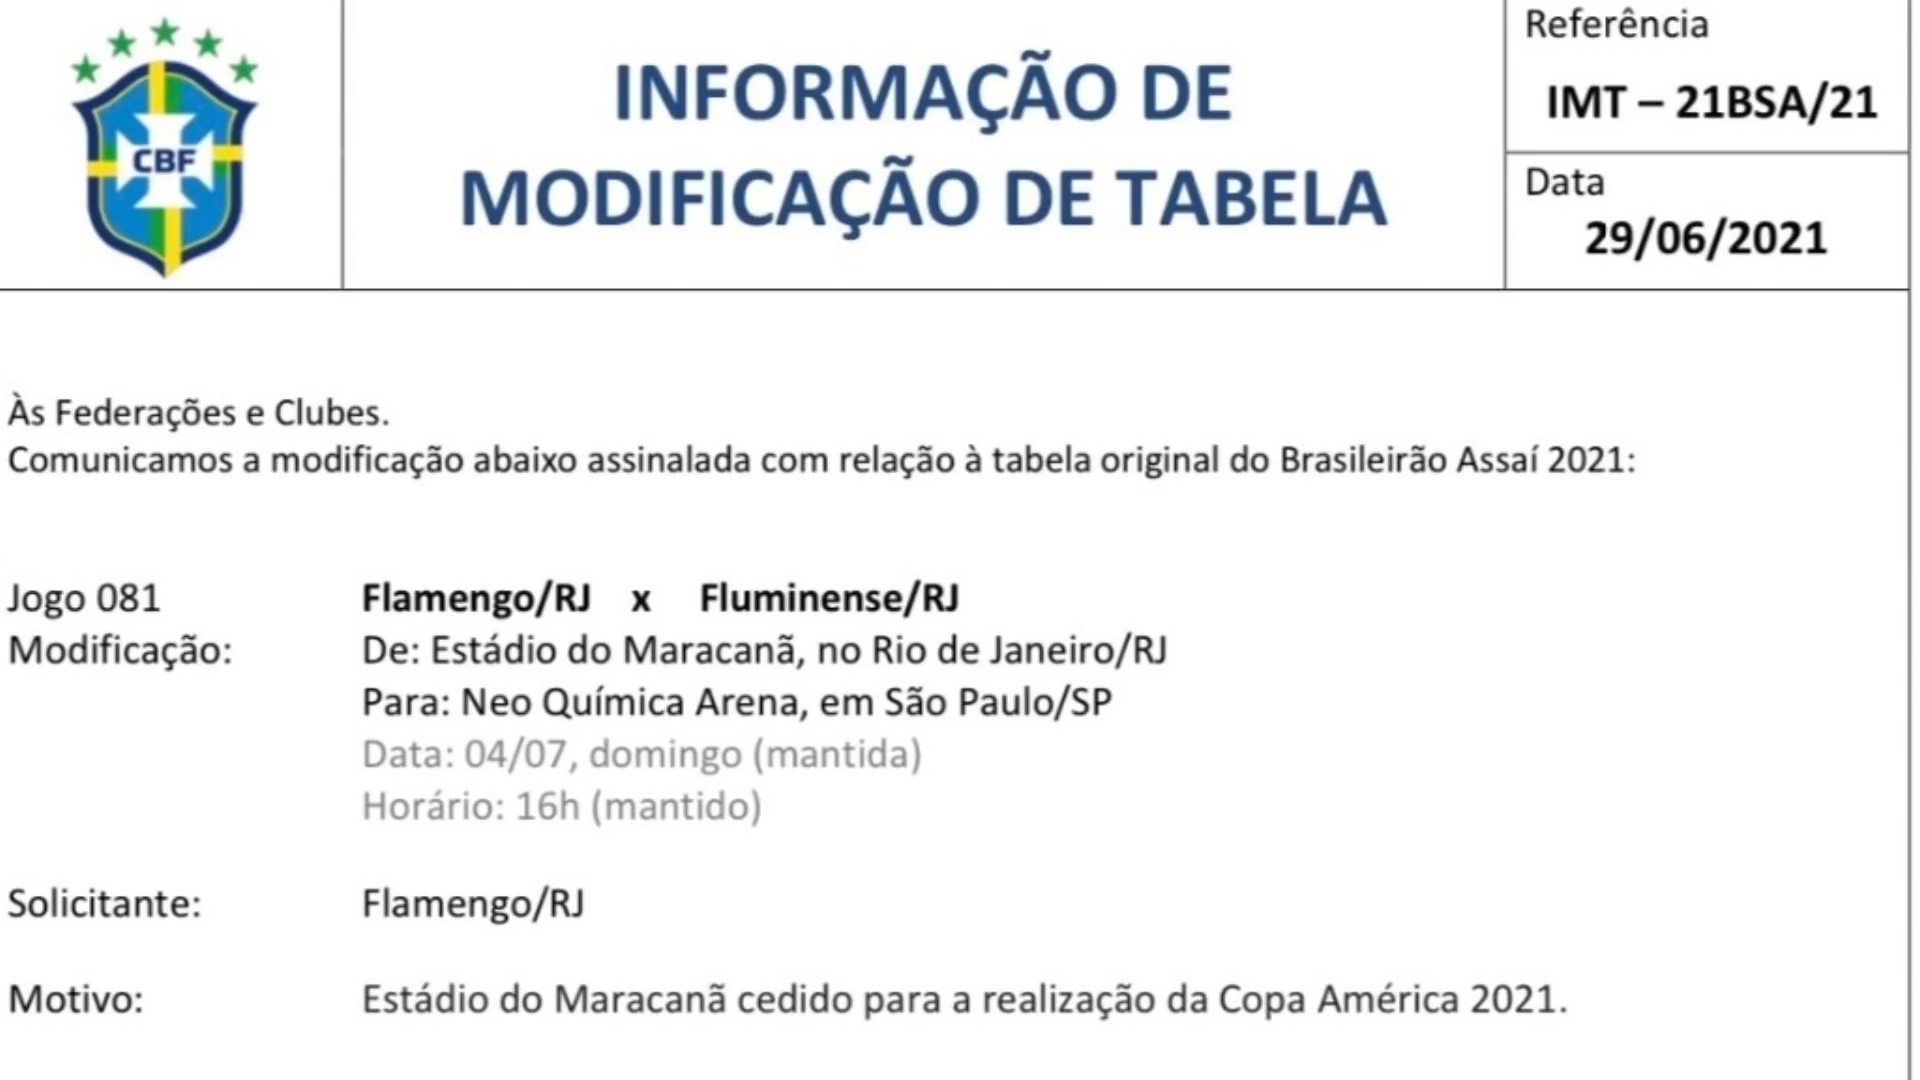 CBF
INFORMAÇÃO DE
MODIFICAÇÃO DE TABELA
Referência
IMT – 21BSA/21
Data
29/06/2021
Às Federações e Clubes.
Comunicamos a modificação abaixo assinalada com relação à tabela original do Brasileirão Assaí 2021:
Jogo 081 Flamengo/RJ x Fluminense/RJ
Modificação: De: Estádio do Maracanã, no Rio de Janeiro/RJ
Para: Neo Química Arena, em São Paulo/SP
Data: 04/07, domingo (mantida)
Horário: 16h (mantido)
Solicitante: Flamengo/RJ
Motivo: Estádio do Maracanã cedido para a realização da Copa América 2021.